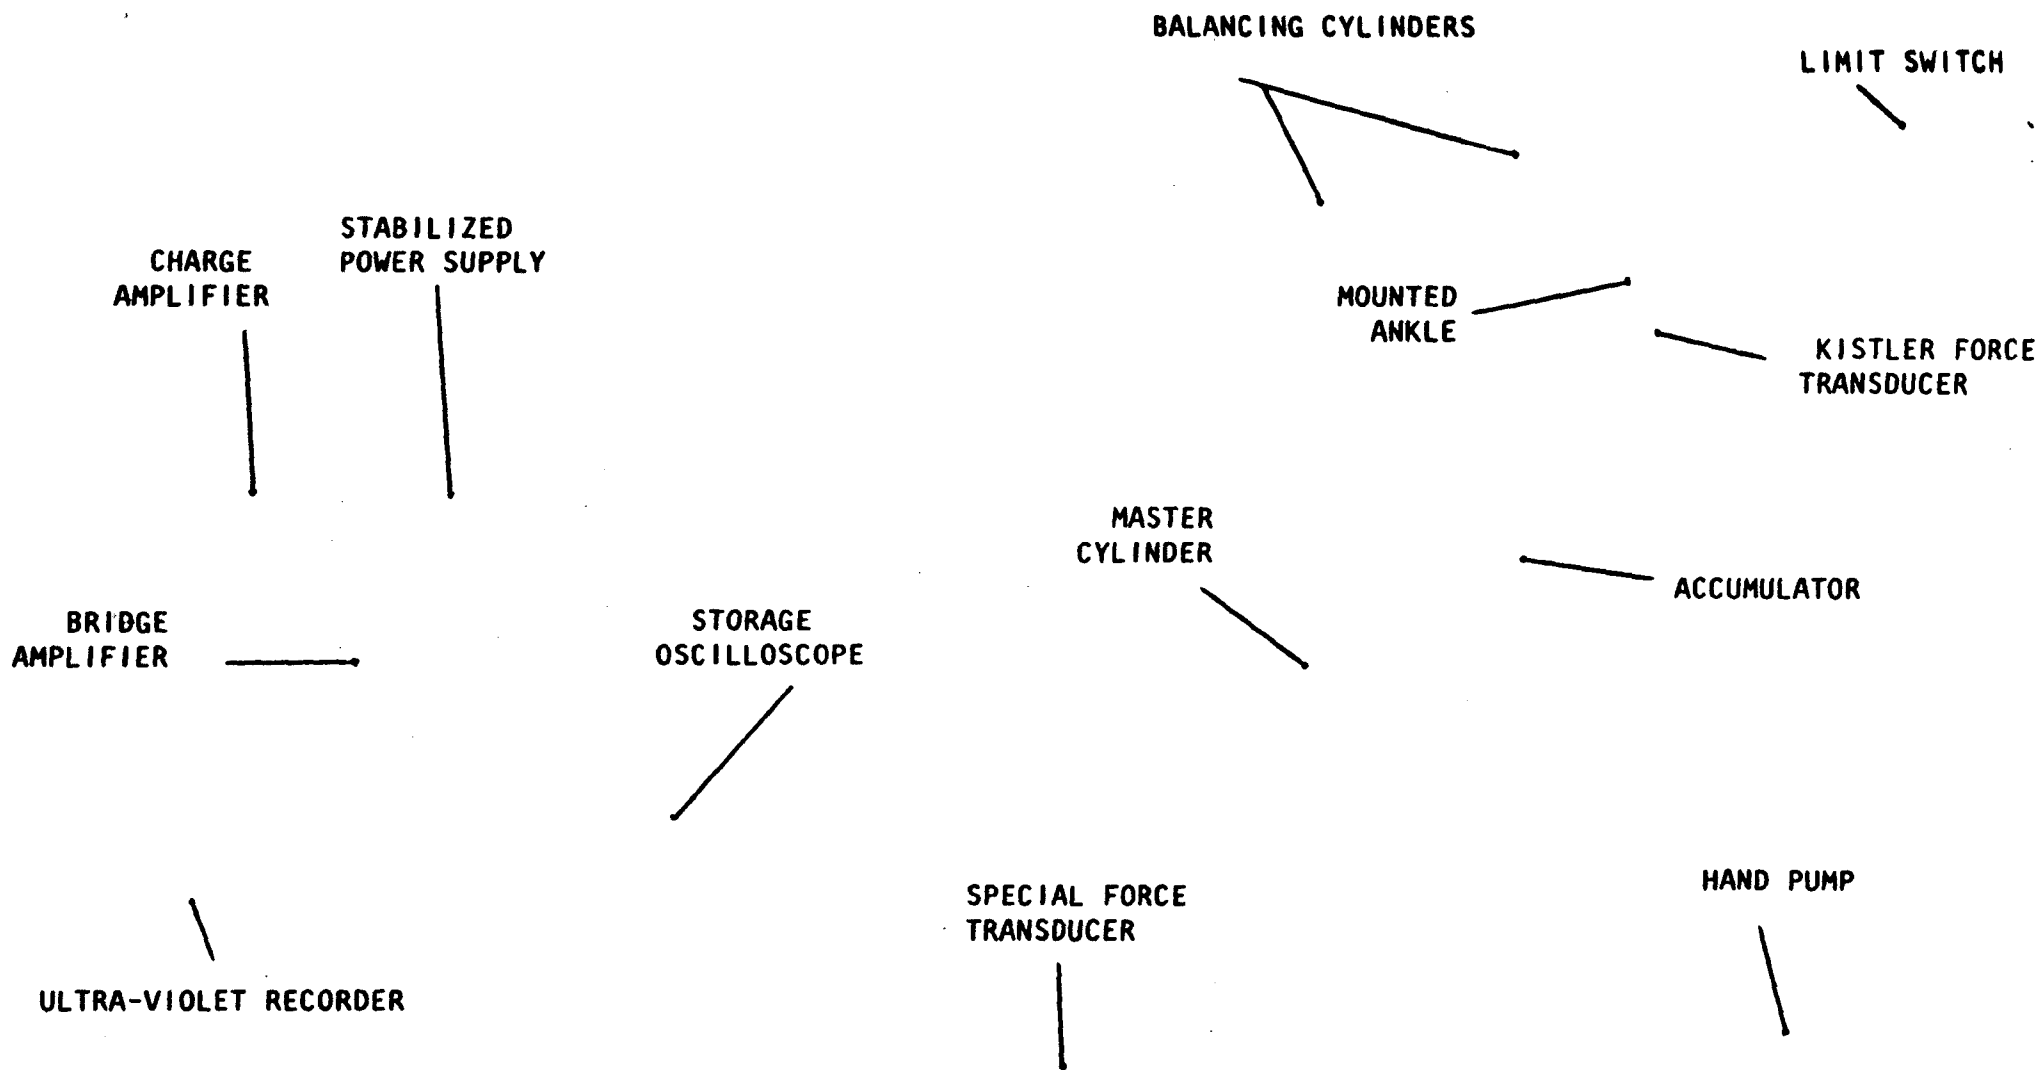 BALANCING CYLINDERS
LIMIT SWITCH
STABILIZED
POWER SUPPLY
CHARGE
AMPLIFIER
MOUNTED
ANKLE
KISTLER FORCE
TRANSDUCER
MASTER
CYLINDER
ACCUMULATOR
BRIDGE
AMPLIFIER
STORAGE
OSCILLOSCOPE
HAND PUMP
SPECIAL FORCE
TRANSDUCER
ULTRA-VIOLET RECORDER